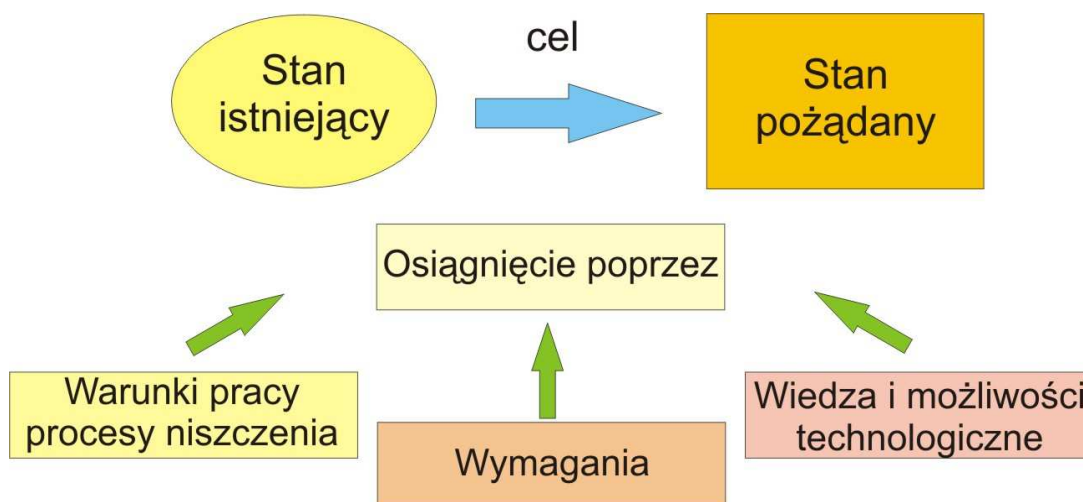 Stan
istniejący
cel
Stan
pożądany
Osiągnięcie poprzez
Warunki pracy
procesy niszczenia
Wymagania
Wiedza i możliwości
technologiczne